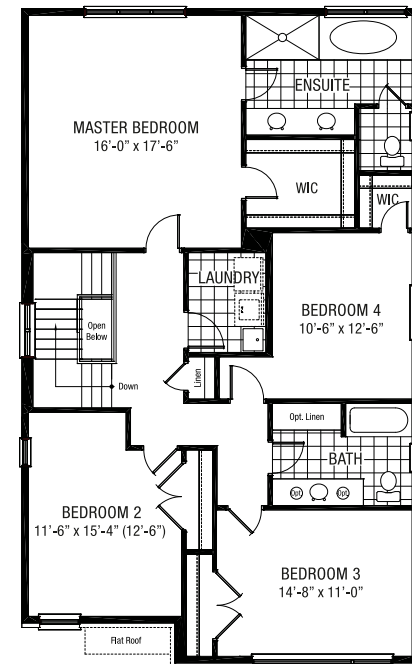 ENSUITE
MASTER BEDROOM
16'-0" x 17'-6"
WIC
WIC
LAUNDRY
BEDROOM 4
10'-6" x 12'-6"
Open
Below
Down
Linen
Opt. Linen
BATH
Opt.
Opt.
BEDROOM 2
11'-6" x 15'-4" (12'-6")
BEDROOM 3
14'-8" x 11'-0"
Flat Roof